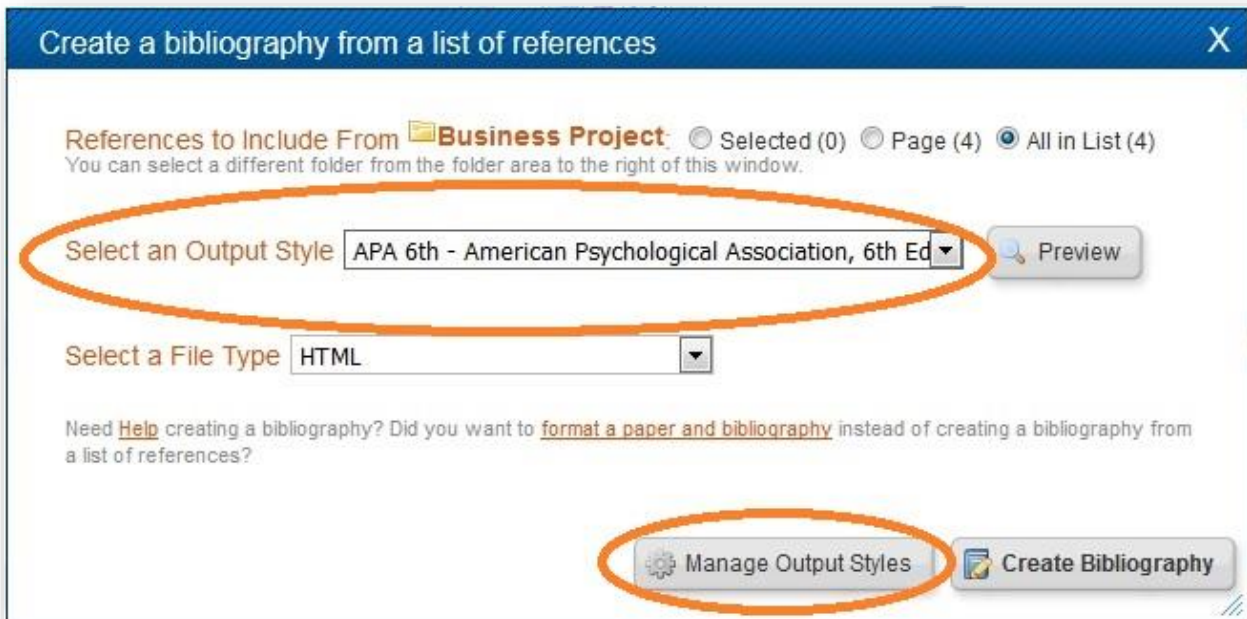 Create a bibliography from a list of references X
References to Include From Business Project: Selected (0) Page (4) All in List (4)
You can select a different folder from the folder area to the right of this window.
Select an Output Style APA 6th - American Psychological Association, 6th Ed Preview
Select a File Type HTML
Need Help creating a bibliography? Did you want to format a paper and bibliography instead of creating a bibliography from
a list of references?
Manage Output Styles Create Bibliography